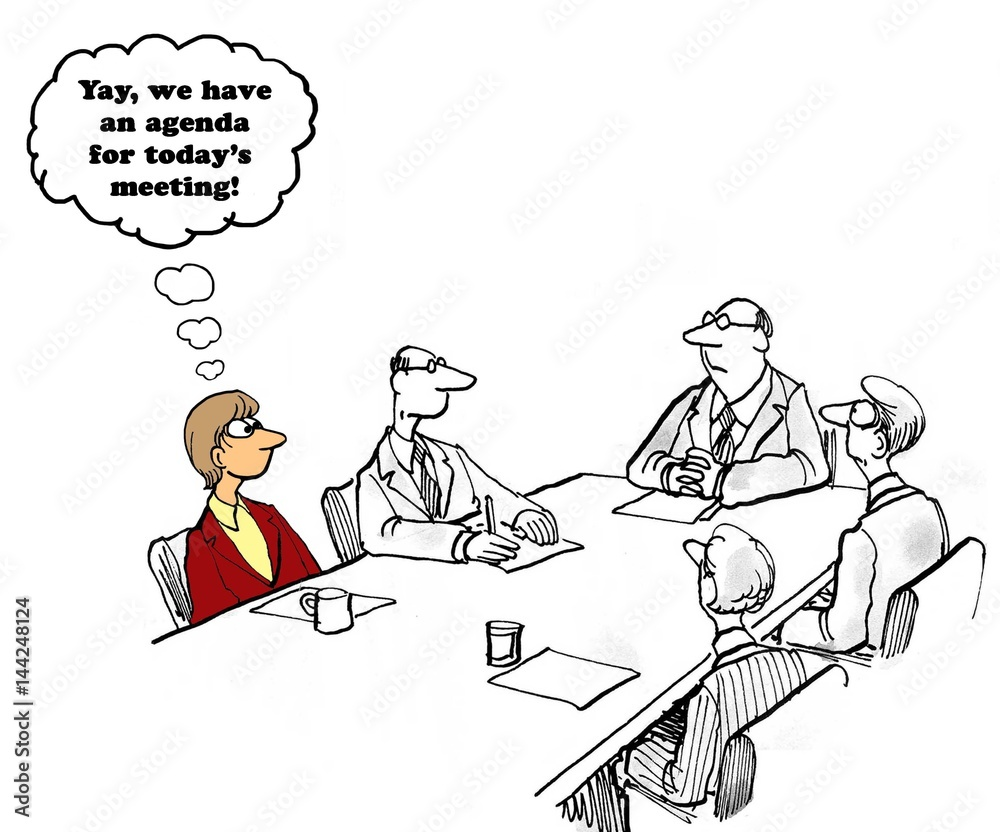 Yay, we have
an agenda
for today's
meeting!
Adobe Stock | #144248124